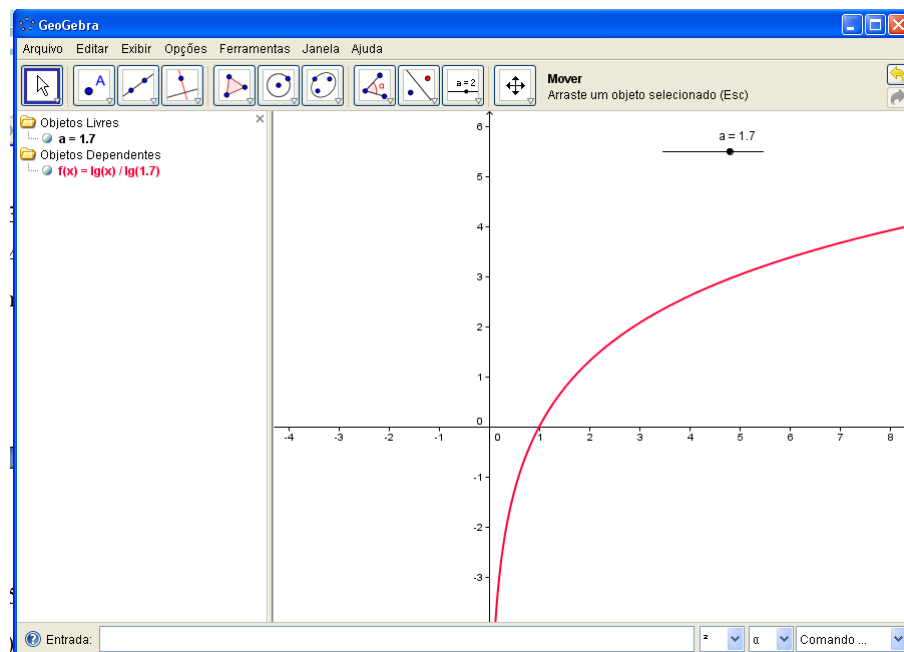 GeoGebra
Arquivo Editar Exibir Opções Ferramentas Janela Ajuda
A
α
a = 2
Mover
Arraste um objeto selecionado (Esc)
Objetos Livres
a = 1.7
Objetos Dependentes
f(x) = lg(x) / lg(1.7)
a = 1.7
6
5
4
3
2
1
0
-4 -3 -2 -1 0 1 2 3 4 5 6 7 8
-1
-2
-3
Entrada: ² α Comando ...